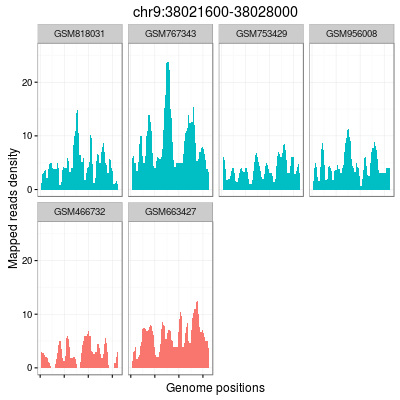 chr9:38021600-38028000
GSM818031 GSM767343 GSM753429 GSM956008
20
10
0
Mapped reads density
GSM466732 GSM663427
20
10
0
Genome positions